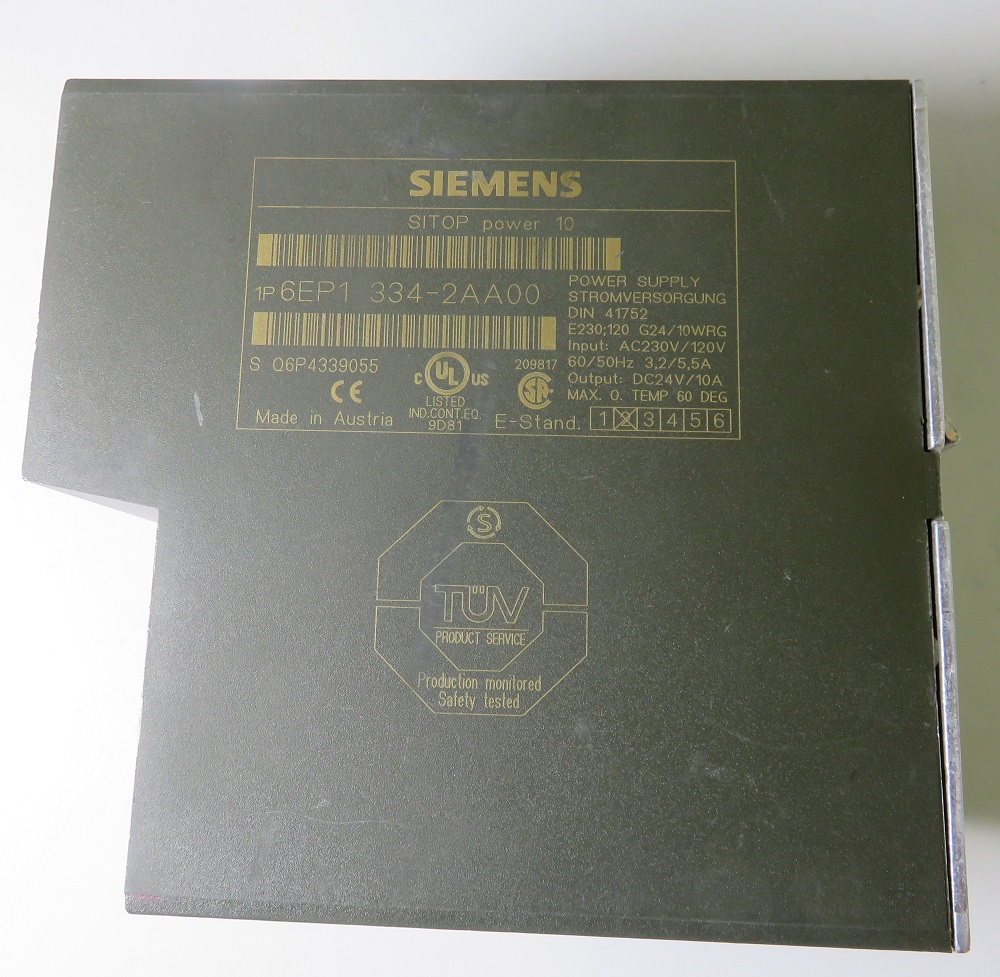 SIEMENS
SITOP power 10
1P 6EP1 334-2AA00
S Q6P4339055
CE
Made in Austria
C UL US
LISTED
IND.CONT.EQ.
9D81
209817
SA
E-Stand. 1 2 3 4 5 6
POWER SUPPLY
STROMVERSORGUNG
DIN 41752
E230;120 G24/10WRG
Input: AC230V/120V
60/50Hz 3,2/5,5A
Output: DC24V/10A
MAX. O. TEMP 60 DEG
S
TÜV
PRODUCT SERVICE
Production monitored
Safety tested